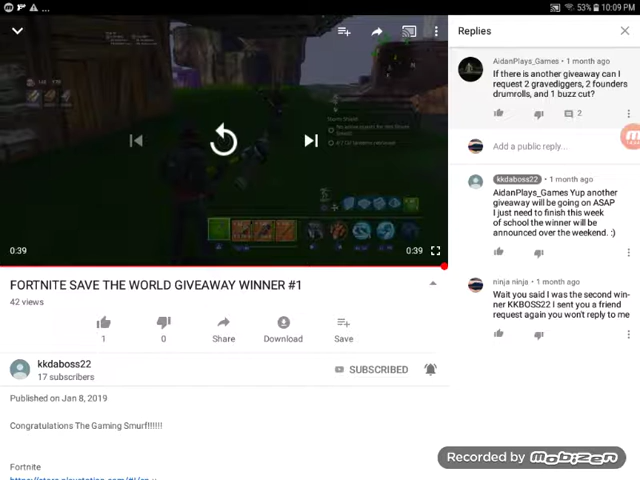 53% 10:09 PM
Replies
AidanPlays_Games • 1 month ago
If there is another giveaway can I
request 2 gravediggers, 2 founders
drumrolls, and 1 buzz cut?
2
Add a public reply...
kkdaboss22 • 1 month ago
AidanPlays_Games Yup another
giveaway will be going on ASAP
I just need to finish this week
of school the winner will be
announced over the weekend. :)
ninja ninja • 1 month ago
Wait you said I was the second win-
ner KKBOSS22 I sent you a friend
request again you won't reply to me
0:39
0:39
FORTNITE SAVE THE WORLD GIVEAWAY WINNER #1
42 views
1
0
Share
Download
Save
kkdaboss22
17 subscribers
SUBSCRIBED
Published on Jan 8, 2019
Congratulations The Gaming Smurf!!!!!!
Fortnite
Recorded by Mobizen